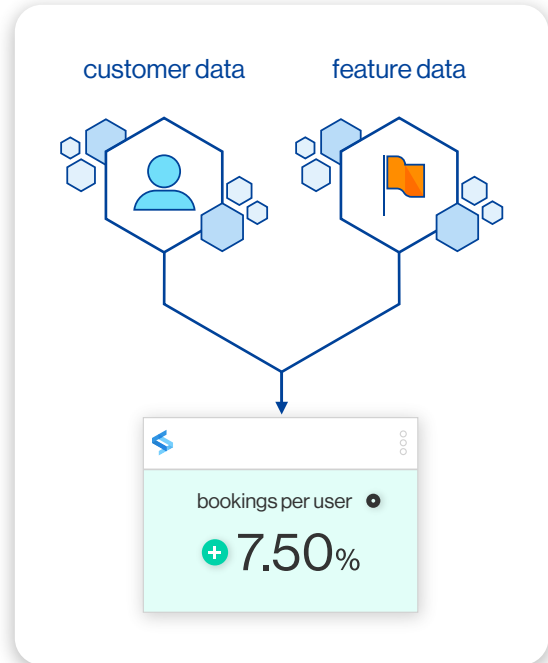 customer data feature data
bookings per user
+7.50%